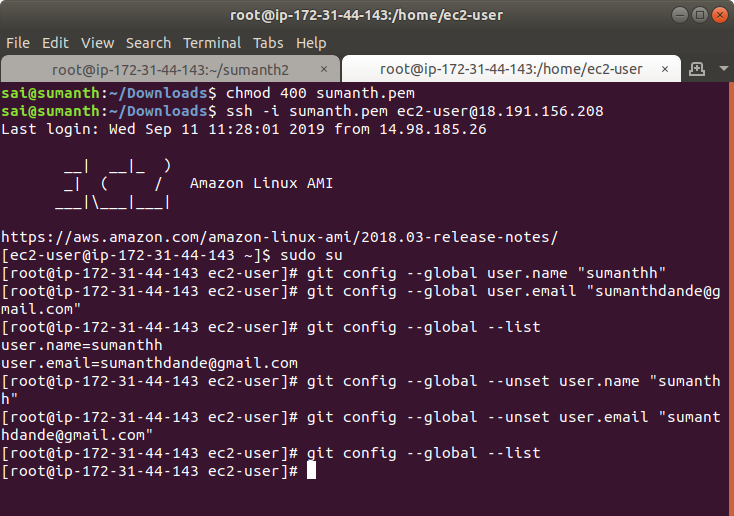 root@ip-172-31-44-143:/home/ec2-user
File Edit View Search Terminal Tabs Help
root@ip-172-31-44-143:~/sumanth2 × root@ip-172-31-44-143:/home/ec2-user ×
sai@sumanth:~/Downloads$ chmod 400 sumanth.pem
sai@sumanth:~/Downloads$ ssh -i sumanth.pem ec2-user@18.191.156.208
Last login: Wed Sep 11 11:28:01 2019 from 14.98.185.26
       __|  __|_  )
       _|  (     /   Amazon Linux AMI
      ___|\___|___|
https://aws.amazon.com/amazon-linux-ami/2018.03-release-notes/
[ec2-user@ip-172-31-44-143 ~]$ sudo su
[root@ip-172-31-44-143 ec2-user]# git config --global user.name "sumanthh"
[root@ip-172-31-44-143 ec2-user]# git config --global user.email "sumanthdande@g
mail.com"
[root@ip-172-31-44-143 ec2-user]# git config --global --list
user.name=sumanthh
user.email=sumanthdande@gmail.com
[root@ip-172-31-44-143 ec2-user]# git config --global --unset user.name "sumanth
h"
[root@ip-172-31-44-143 ec2-user]# git config --global --unset user.email "sumant
hdande@gmail.com"
[root@ip-172-31-44-143 ec2-user]# git config --global --list
[root@ip-172-31-44-143 ec2-user]#